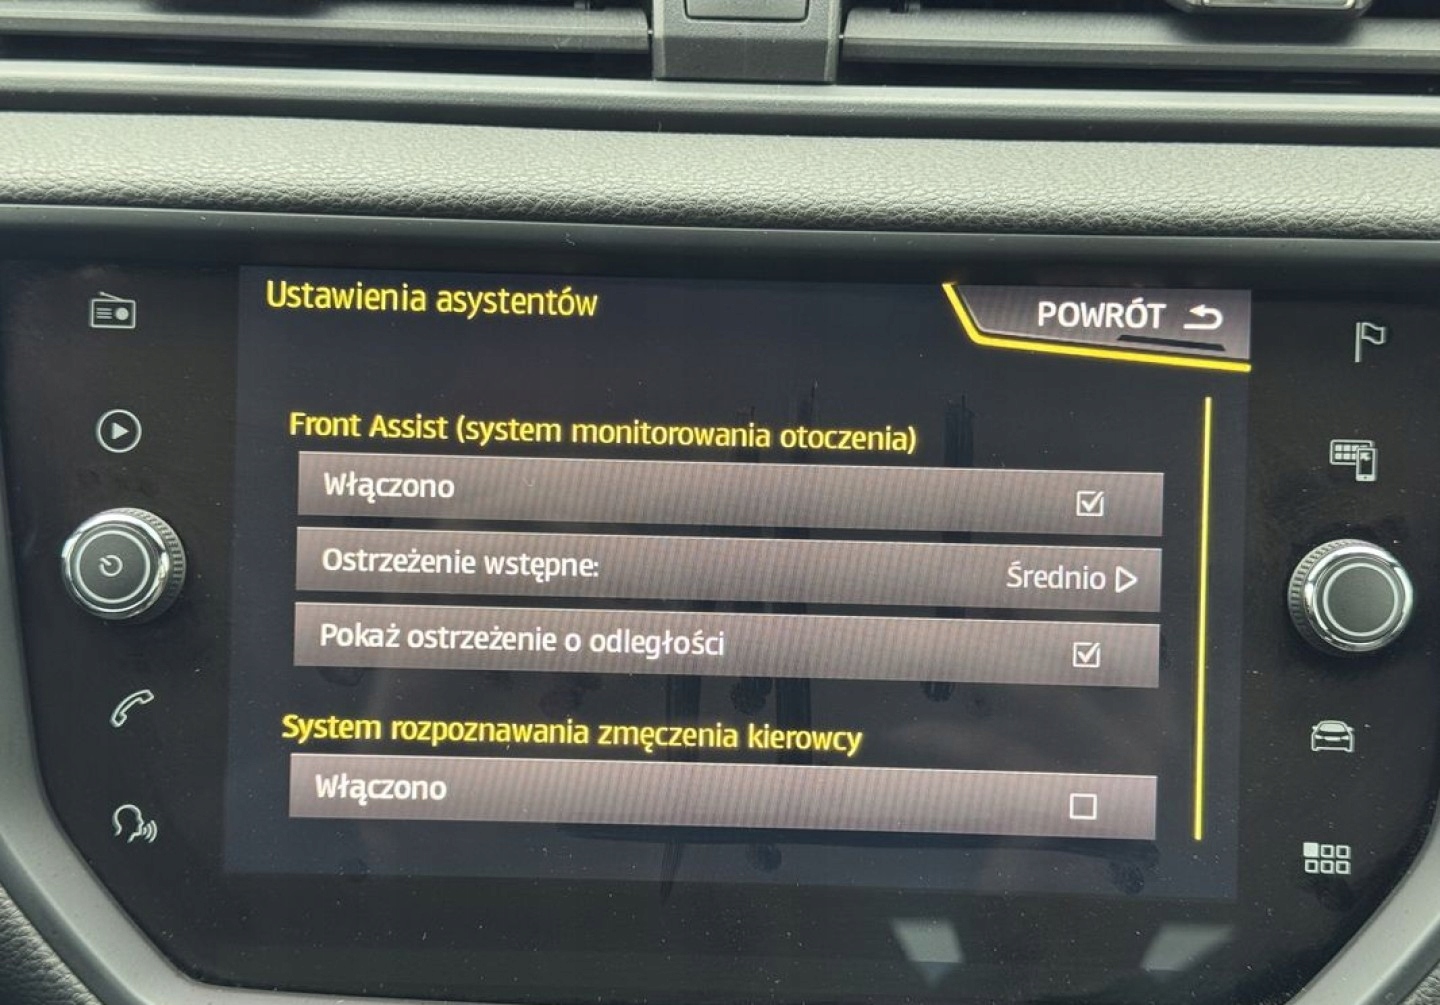 Ustawienia asystentów
POWRÓT
Front Assist (system monitorowania otoczenia)
Włączono
Ostrzeżenie wstępne: Średnio
Pokaż ostrzeżenie o odległości
System rozpoznawania zmęczenia kierowcy
Włączono